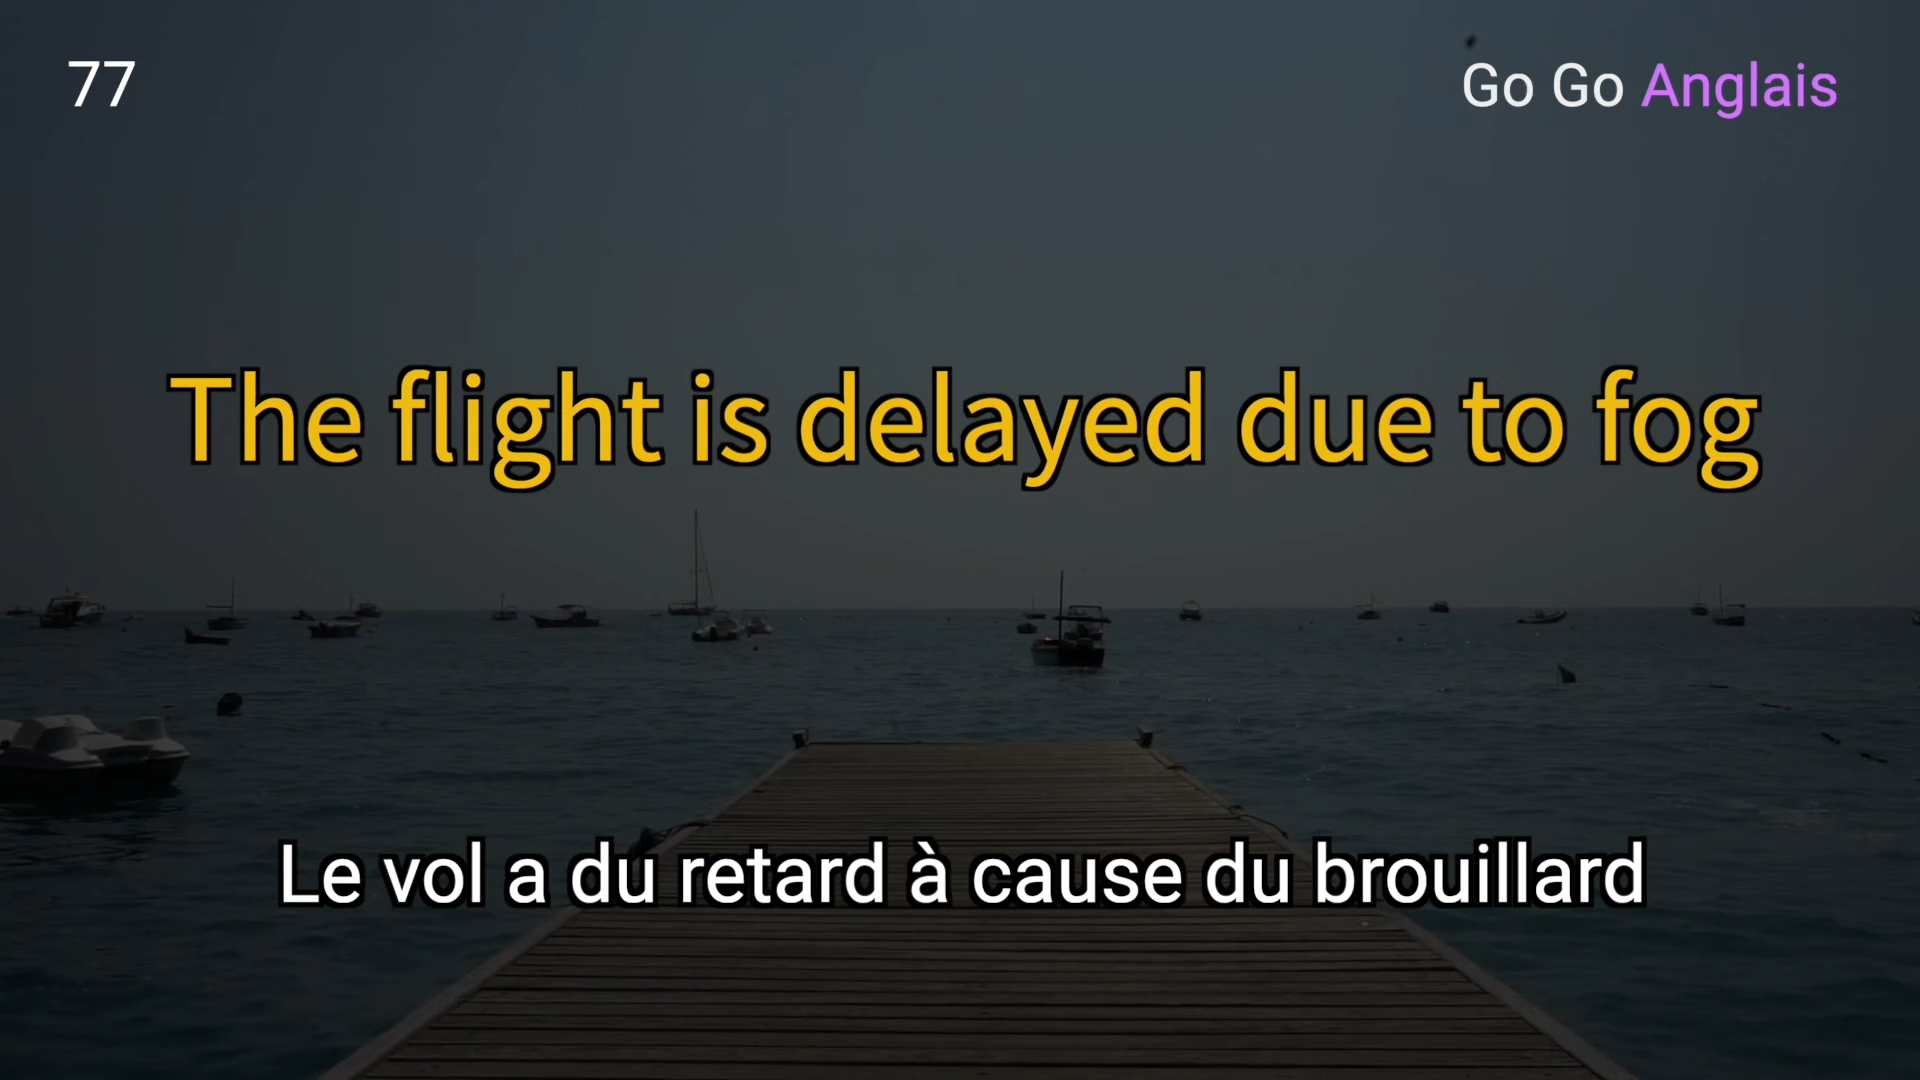 77
Go Go Anglais
The flight is delayed due to fog
Le vol a du retard à cause du brouillard